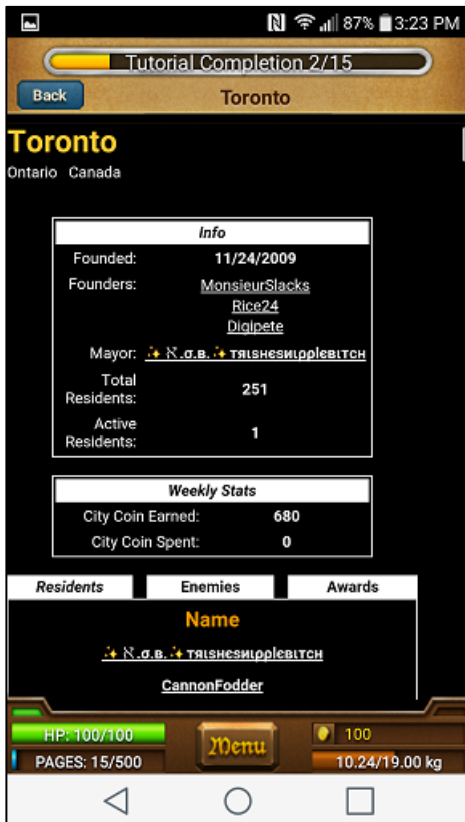 87% 3:23 PM
Tutorial Completion 2/15
Back
Toronto
Toronto
Ontario Canada
Info
Founded: 11/24/2009
Founders: MonsieurSlacks
Rice24
Digipete
Mayor: ✨ ℵ.σ.в.✨ тяιѕнєѕиιρρlєвιтcн
Total
Residents: 251
Active
Residents: 1
Weekly Stats
City Coin Earned: 680
City Coin Spent: 0
Residents Enemies Awards
Name
✨ ℵ.σ.в.✨ тяιѕнєѕиιρρlєвιтcн
CannonFodder
HP: 100/100 Menu 100
PAGES: 15/500 10.24/19.00 kg